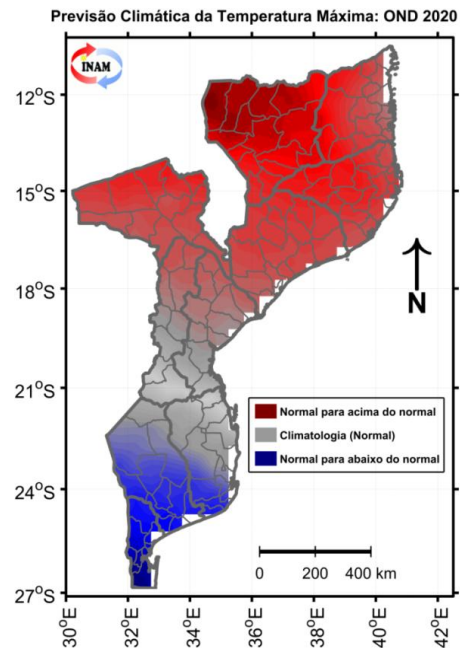 Previsão Climática da Temperatura Máxima: OND 2020
INAM
12°S
15°S
18°S
21°S
24°S
27°S
N
Normal para acima do normal
Climatologia (Normal)
Normal para abaixo do normal
0 200 400 km
30°E 32°E 34°E 36°E 38°E 40°E 42°E